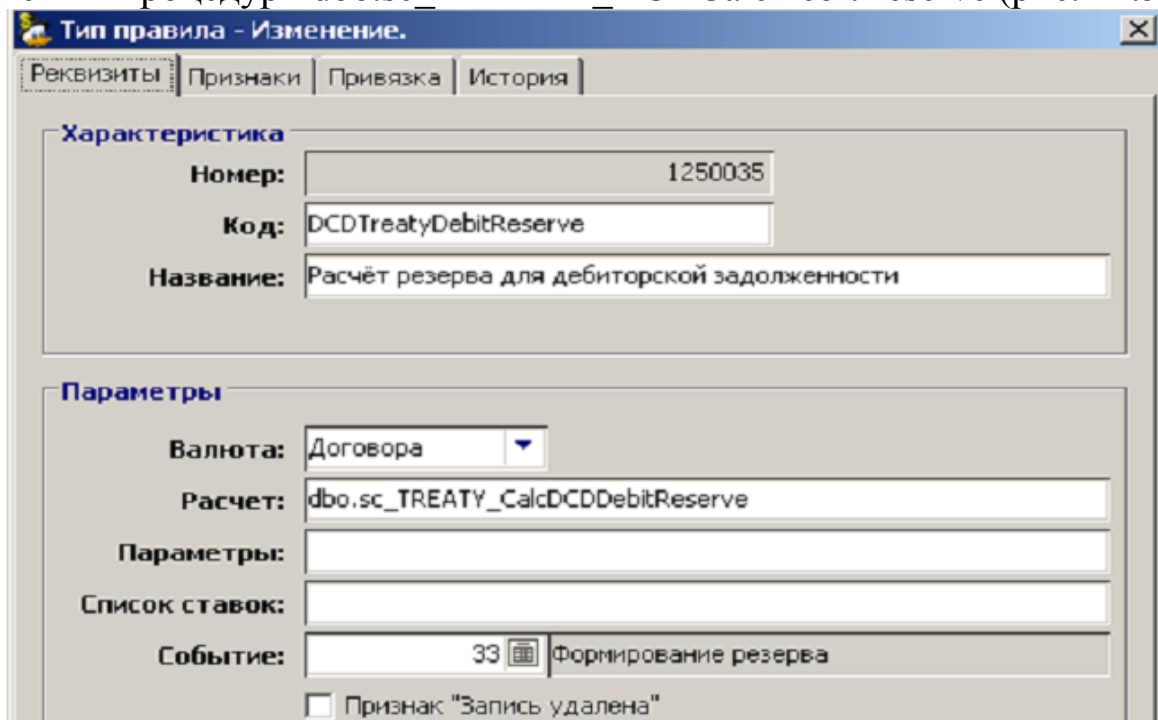 Тип правила - Изменение.
Реквизиты Признаки Привязка История
Характеристика
Номер: 1250035
Код: DCDTreatyDebitReserve
Название: Расчёт резерва для дебиторской задолженности
Параметры
Валюта: Договора
Расчет: dbo.sc_TREATY_CalcDCDDebitReserve
Параметры:
Список ставок:
Событие: 33 Формирование резерва
Признак "Запись удалена"